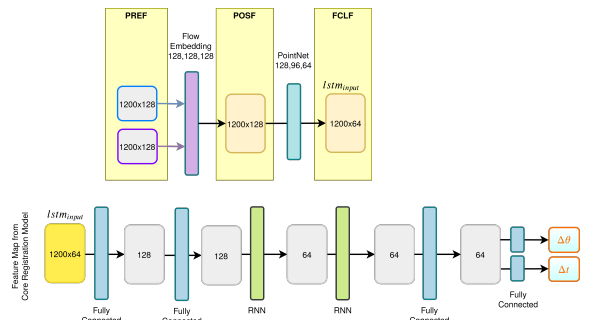 PREF
POSF
FCLF
Flow
Embedding
128,128,128
PointNet
128,96,64
lstm_input
1200x128
1200x128
1200x128
1200x64
Feature Map from
Core Registration Model
lstm_input
1200x64
128
128
64
64
64
Δθ
Δt
Fully
Connected
Fully
Connected
RNN
RNN
Fully
Connected
Fully
Connected